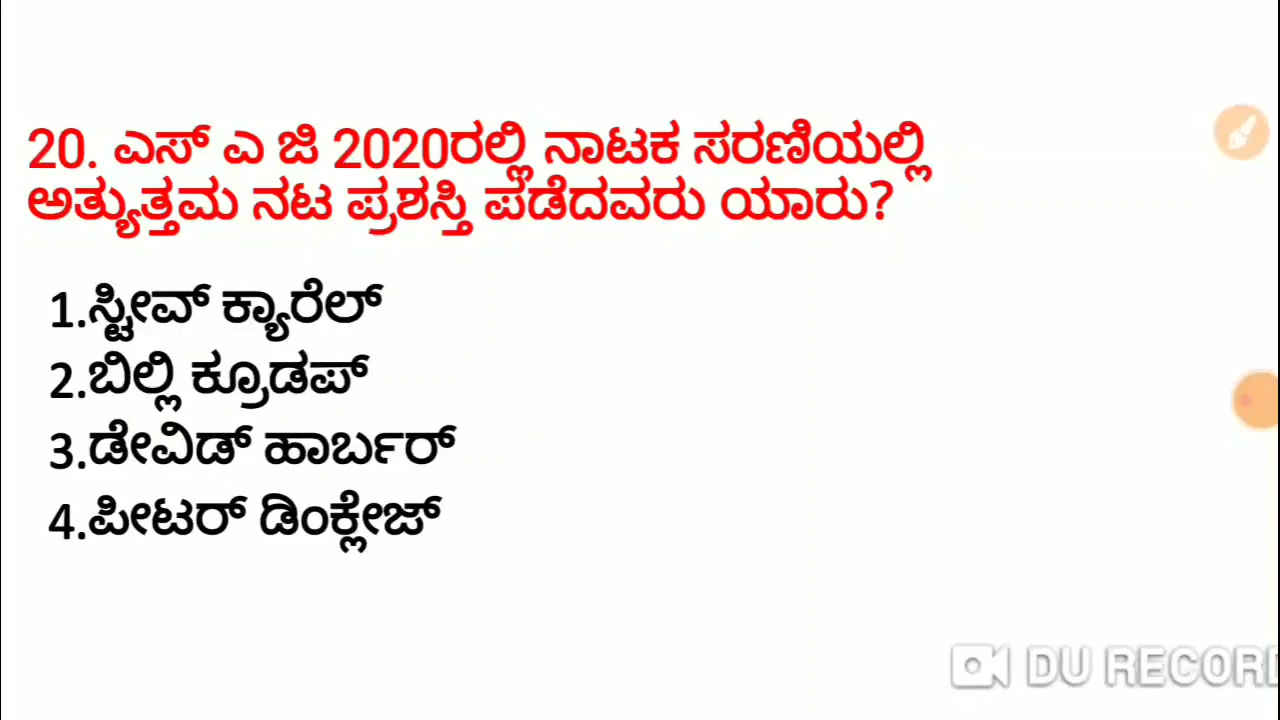 20. ಎಸ್ ಎ ಜಿ 2020ರಲ್ಲಿ ನಾಟಕ ಸರಣಿಯಲ್ಲಿ
ಅತ್ಯುತ್ತಮ ನಟ ಪ್ರಶಸ್ತಿ ಪಡೆದವರು ಯಾರು?
1.ಸ್ಟೀವ್ ಕ್ಯಾರೆಲ್
2.ಬಿಲ್ಲಿ ಕ್ರೂಡಪ್
3.ಡೇವಿಡ್ ಹಾರ್ಬರ್
4.ಪೀಟರ್ ಡಿಂಕ್ಲೇಜ್
DU RECORD